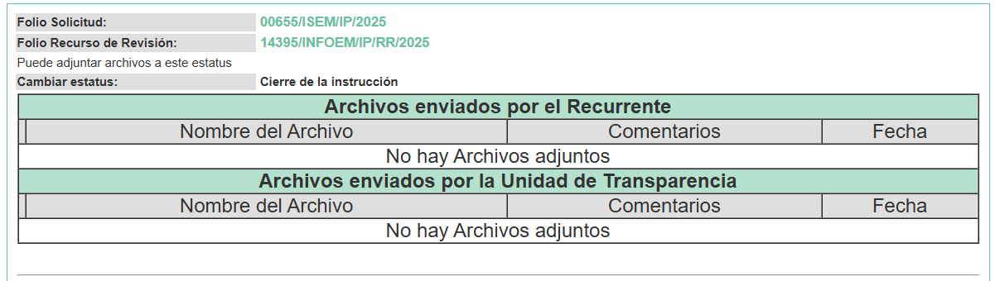 Folio Solicitud: 00655/ISEM/IP/2025
Folio Recurso de Revisión: 14395/INFOEM/IP/RR/2025
Puede adjuntar archivos a este estatus
Cambiar estatus: Cierre de la instrucción
Archivos enviados por el Recurrente
Nombre del Archivo Comentarios Fecha
No hay Archivos adjuntos
Archivos enviados por la Unidad de Transparencia
Nombre del Archivo Comentarios Fecha
No hay Archivos adjuntos